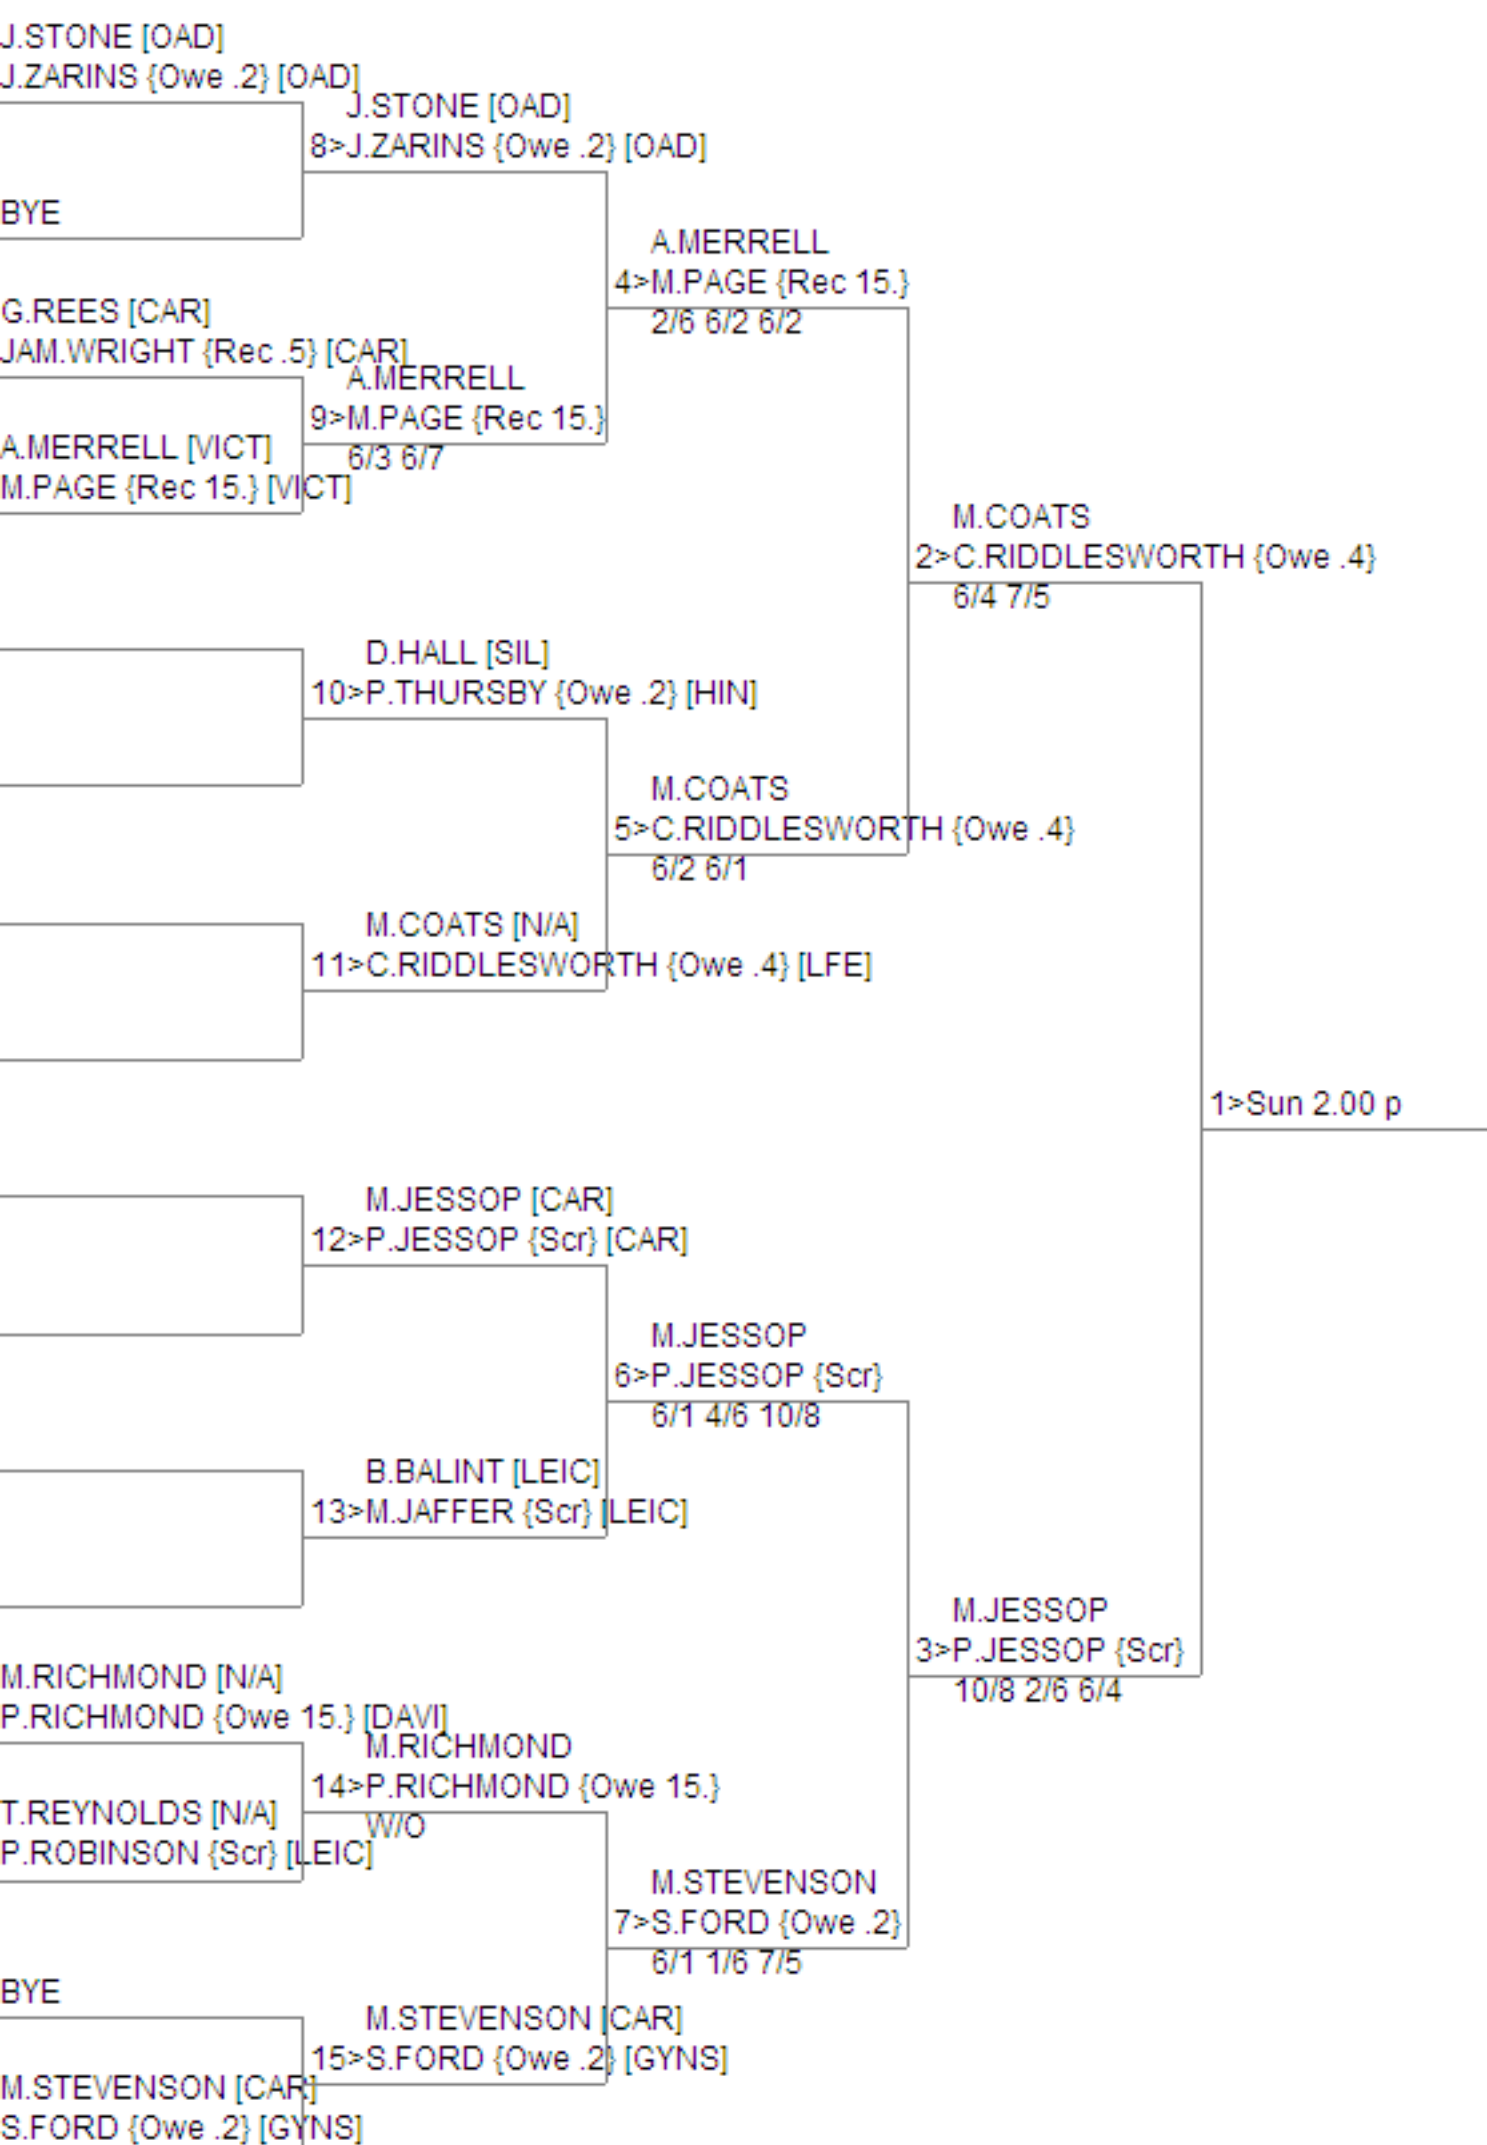 J.STONE [OAD]
J.ZARINS {Owe .2} [OAD]
J.STONE [OAD]
8>J.ZARINS {Owe .2} [OAD]
BYE
A.MERRELL
4>M.PAGE {Rec 15.}
2/6 6/2 6/2
G.REES [CAR]
JAM.WRIGHT {Rec .5} [CAR]
A.MERRELL
9>M.PAGE {Rec 15.}
6/3 6/7
A.MERRELL [VICT]
M.PAGE {Rec 15.} [VICT]
M.COATS
2>C.RIDDLESWORTH {Owe .4}
6/4 7/5
D.HALL [SIL]
10>P.THURSBY {Owe .2} [HIN]
M.COATS
5>C.RIDDLESWORTH {Owe .4}
6/2 6/1
M.COATS [N/A]
11>C.RIDDLESWORTH {Owe .4} [LFE]
1>Sun 2.00 p
M.JESSOP [CAR]
12>P.JESSOP {Scr} [CAR]
M.JESSOP
6>P.JESSOP {Scr}
6/1 4/6 10/8
B.BALINT [LEIC]
13>M.JAFFER {Scr} [LEIC]
M.JESSOP
3>P.JESSOP {Scr}
10/8 2/6 6/4
M.RICHMOND [N/A]
P.RICHMOND {Owe 15.} [DAVI]
M.RICHMOND
14>P.RICHMOND {Owe 15.}
W/O
T.REYNOLDS [N/A]
P.ROBINSON {Scr} [LEIC]
M.STEVENSON
7>S.FORD {Owe .2}
6/1 1/6 7/5
BYE
M.STEVENSON [CAR]
15>S.FORD {Owe .2} [GYNS]
M.STEVENSON [CAR]
S.FORD {Owe .2} [GYNS]